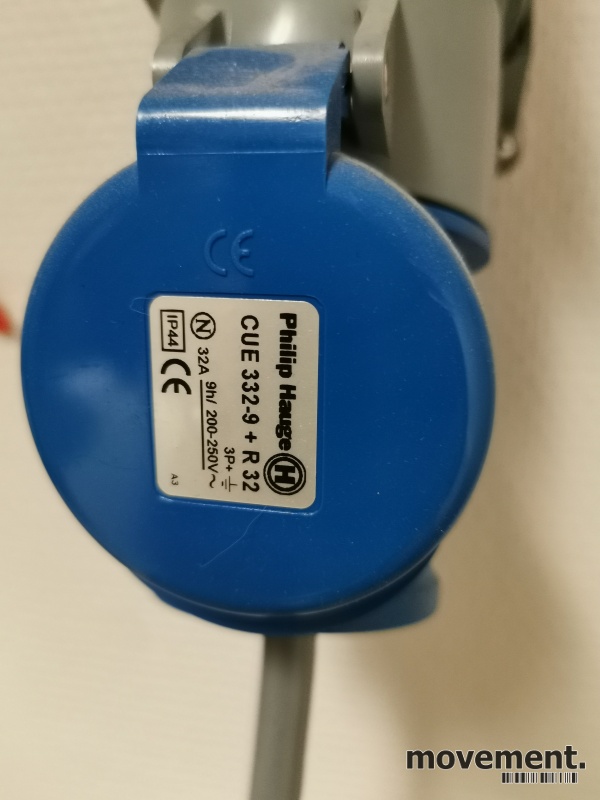 CE
Philip Hauge H
CUE 332-9 + R 32
3P+⏚
N 32A 9h/ 200-250V~
IP44 CE
A3
movement.